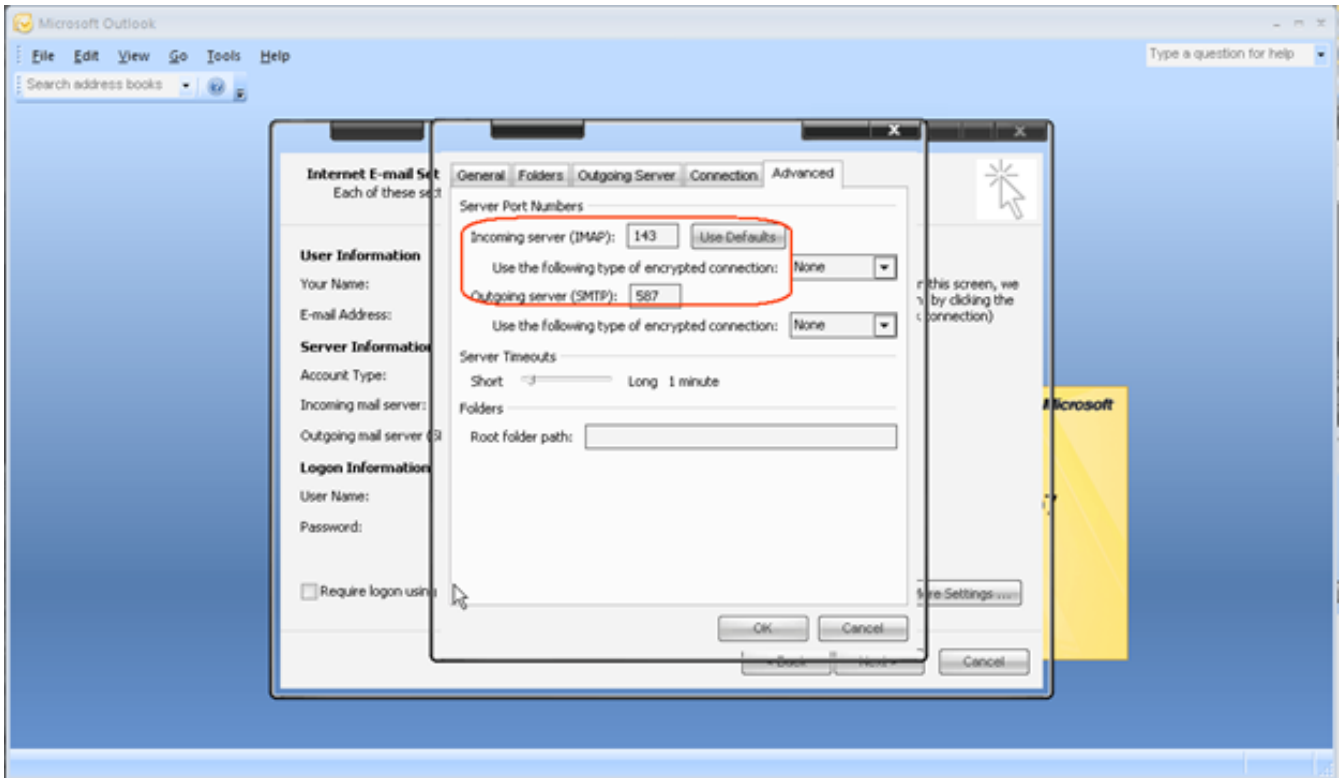 Microsoft Outlook
File Edit View Go Tools Help
Type a question for help
Search address books
Internet E-mail Set
Each of these sect
General Folders Outgoing Server Connection Advanced
Server Port Numbers
Incoming server (IMAP): 143 Use Defaults
Use the following type of encrypted connection: None
Outgoing server (SMTP): 587
Use the following type of encrypted connection: None
Server Timeouts
Short Long 1 minute
Folders
Root folder path:
OK Cancel
User Information
Your Name:
E-mail Address:
Server Information
Account Type:
Incoming mail server:
Outgoing mail server (S
Logon Information
User Name:
Password:
Require logon using
this screen, we
by clicking the
connection)
More Settings ...
< Back Next > Cancel
Microsoft
7